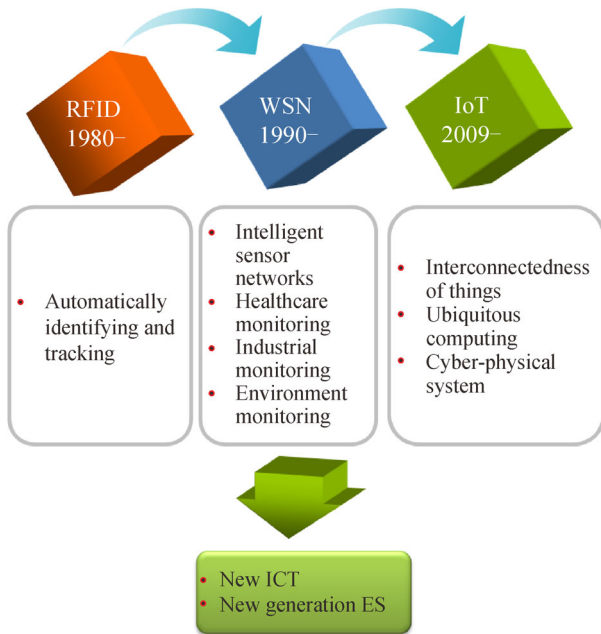 RFID
1980–
WSN
1990–
IoT
2009–
• Automatically
identifying and
tracking
• Intelligent
sensor
networks
• Healthcare
monitoring
• Industrial
monitoring
• Environment
monitoring
• Interconnectedness
of things
• Ubiquitous
computing
• Cyber-physical
system
• New ICT
• New generation ES